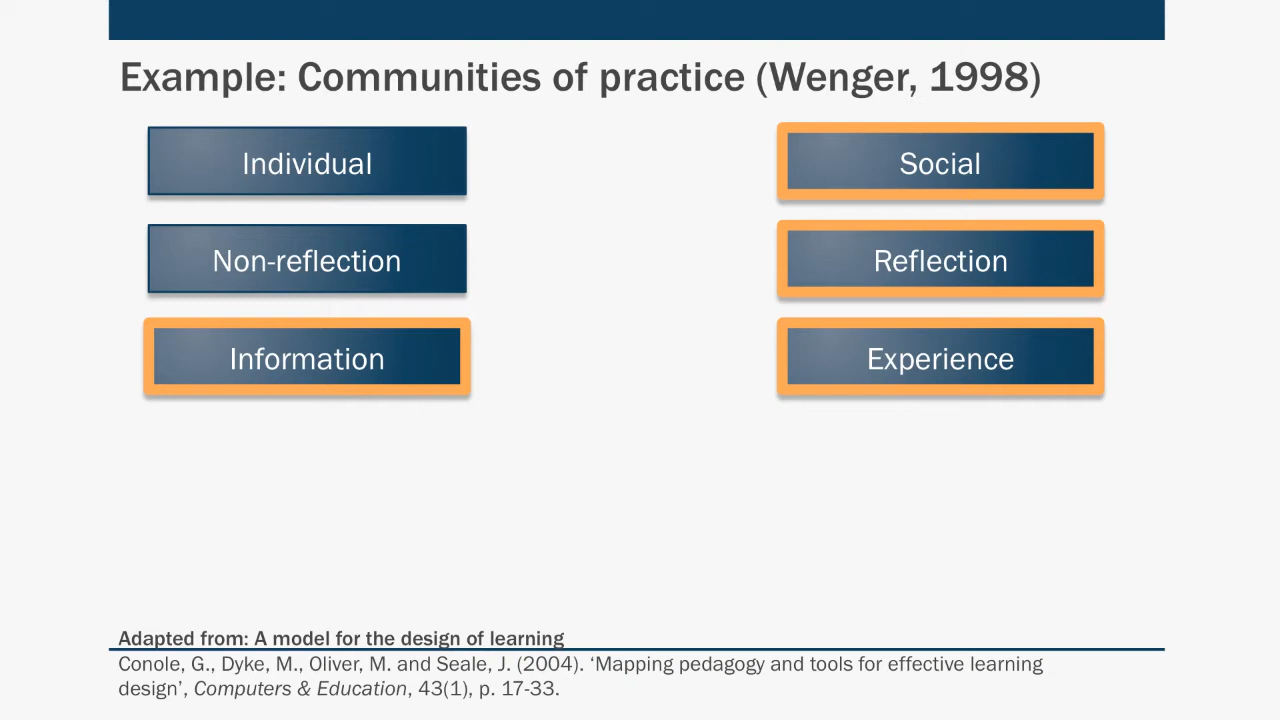 Example: Communities of practice (Wenger, 1998)
Individual
Social
Non-reflection
Reflection
Information
Experience
Adapted from: A model for the design of learning
Conole, G., Dyke, M., Oliver, M. and Seale, J. (2004). ‘Mapping pedagogy and tools for effective learning
design’, Computers & Education, 43(1), p. 17-33.